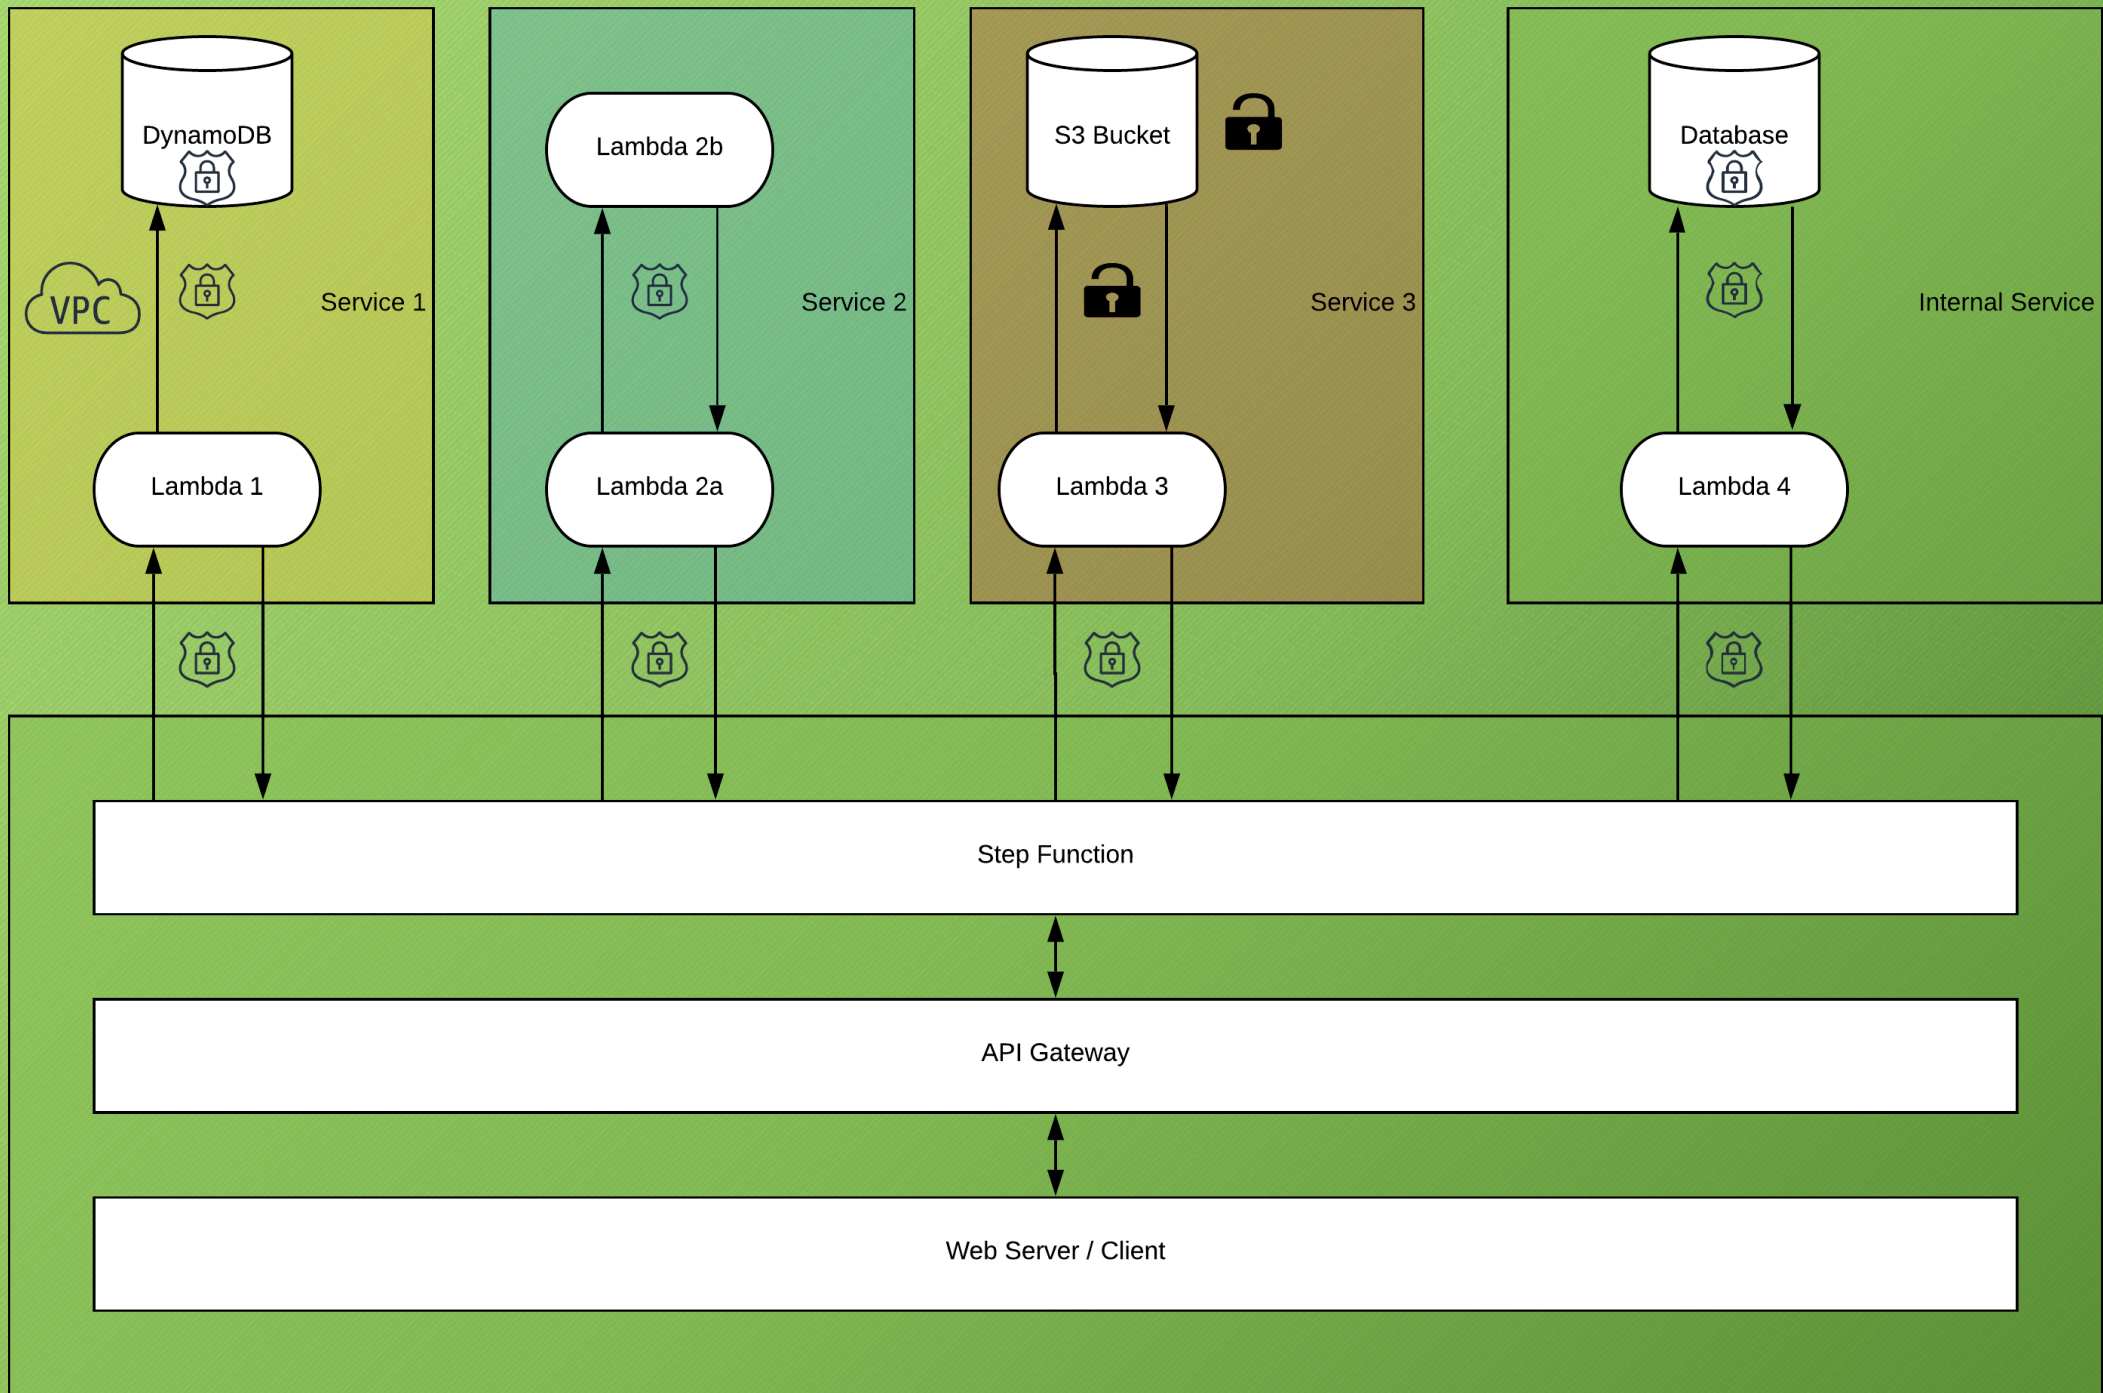 DynamoDB
Lambda 2b
S3 Bucket
Database
VPC
Service 1
Service 2
Service 3
Internal Service
Lambda 1
Lambda 2a
Lambda 3
Lambda 4
Step Function
API Gateway
Web Server / Client